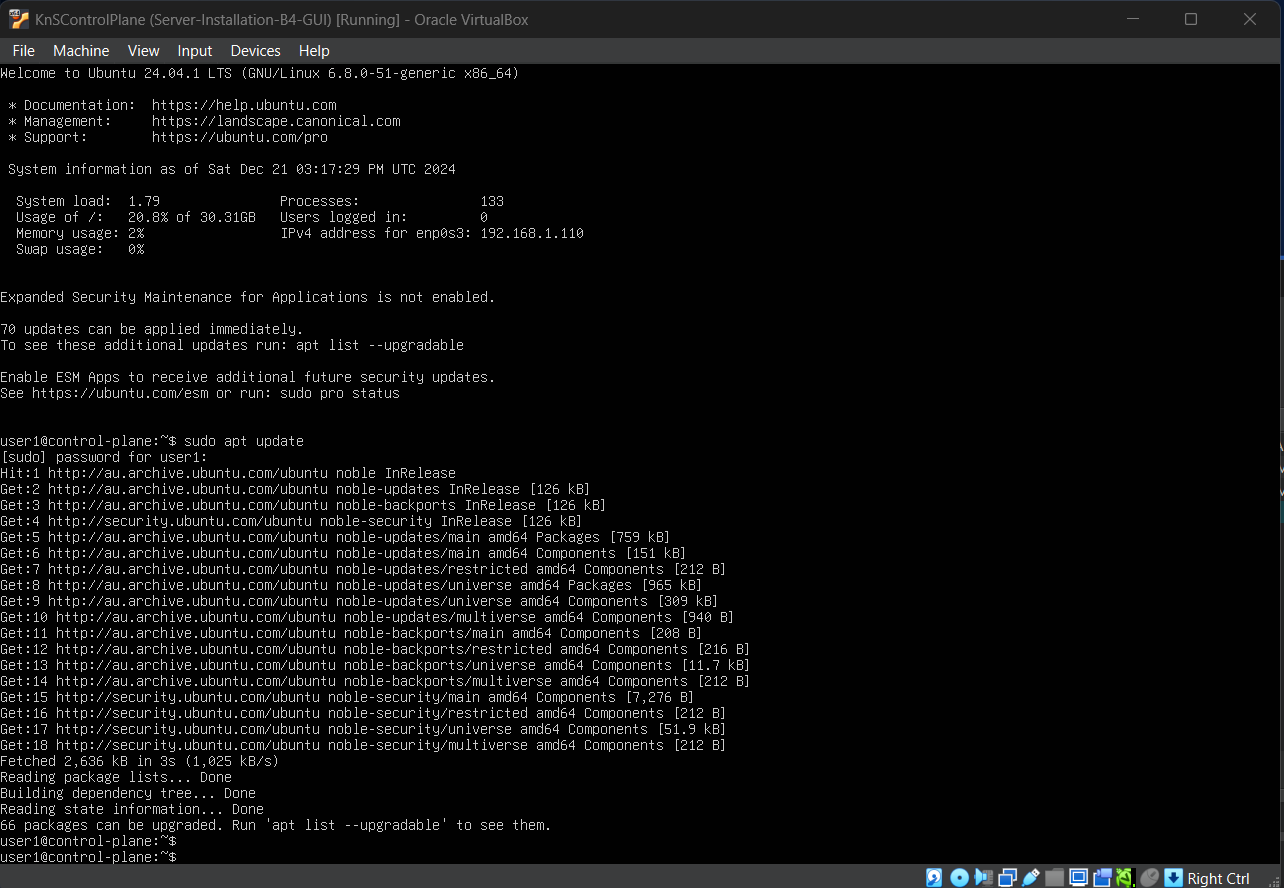 KnSControlPlane (Server-Installation-B4-GUI) [Running] - Oracle VirtualBox
File Machine View Input Devices Help
Welcome to Ubuntu 24.04.1 LTS (GNU/Linux 6.8.0-51-generic x86_64)
* Documentation: https://help.ubuntu.com
* Management: https://landscape.canonical.com
* Support: https://ubuntu.com/pro
System information as of Sat Dec 21 03:17:29 PM UTC 2024
System load: 1.79 Processes: 133
Usage of /: 20.8% of 30.31GB Users logged in: 0
Memory usage: 2% IPv4 address for enp0s3: 192.168.1.110
Swap usage: 0%
Expanded Security Maintenance for Applications is not enabled.
70 updates can be applied immediately.
To see these additional updates run: apt list --upgradable
Enable ESM Apps to receive additional future security updates.
See https://ubuntu.com/esm or run: sudo pro status
user1@control-plane:~$ sudo apt update
[sudo] password for user1:
Hit:1 http://au.archive.ubuntu.com/ubuntu noble InRelease
Get:2 http://au.archive.ubuntu.com/ubuntu noble-updates InRelease [126 kB]
Get:3 http://au.archive.ubuntu.com/ubuntu noble-backports InRelease [126 kB]
Get:4 http://security.ubuntu.com/ubuntu noble-security InRelease [126 kB]
Get:5 http://au.archive.ubuntu.com/ubuntu noble-updates/main amd64 Packages [759 kB]
Get:6 http://au.archive.ubuntu.com/ubuntu noble-updates/main amd64 Components [151 kB]
Get:7 http://au.archive.ubuntu.com/ubuntu noble-updates/restricted amd64 Components [212 B]
Get:8 http://au.archive.ubuntu.com/ubuntu noble-updates/universe amd64 Packages [965 kB]
Get:9 http://au.archive.ubuntu.com/ubuntu noble-updates/universe amd64 Components [309 kB]
Get:10 http://au.archive.ubuntu.com/ubuntu noble-updates/multiverse amd64 Components [940 B]
Get:11 http://au.archive.ubuntu.com/ubuntu noble-backports/main amd64 Components [208 B]
Get:12 http://au.archive.ubuntu.com/ubuntu noble-backports/restricted amd64 Components [216 B]
Get:13 http://au.archive.ubuntu.com/ubuntu noble-backports/universe amd64 Components [11.7 kB]
Get:14 http://au.archive.ubuntu.com/ubuntu noble-backports/multiverse amd64 Components [212 B]
Get:15 http://security.ubuntu.com/ubuntu noble-security/main amd64 Components [7,276 B]
Get:16 http://security.ubuntu.com/ubuntu noble-security/restricted amd64 Components [212 B]
Get:17 http://security.ubuntu.com/ubuntu noble-security/universe amd64 Components [51.9 kB]
Get:18 http://security.ubuntu.com/ubuntu noble-security/multiverse amd64 Components [212 B]
Fetched 2,636 kB in 3s (1,025 kB/s)
Reading package lists... Done
Building dependency tree... Done
Reading state information... Done
66 packages can be upgraded. Run 'apt list --upgradable' to see them.
user1@control-plane:~$
user1@control-plane:~$
Right Ctrl